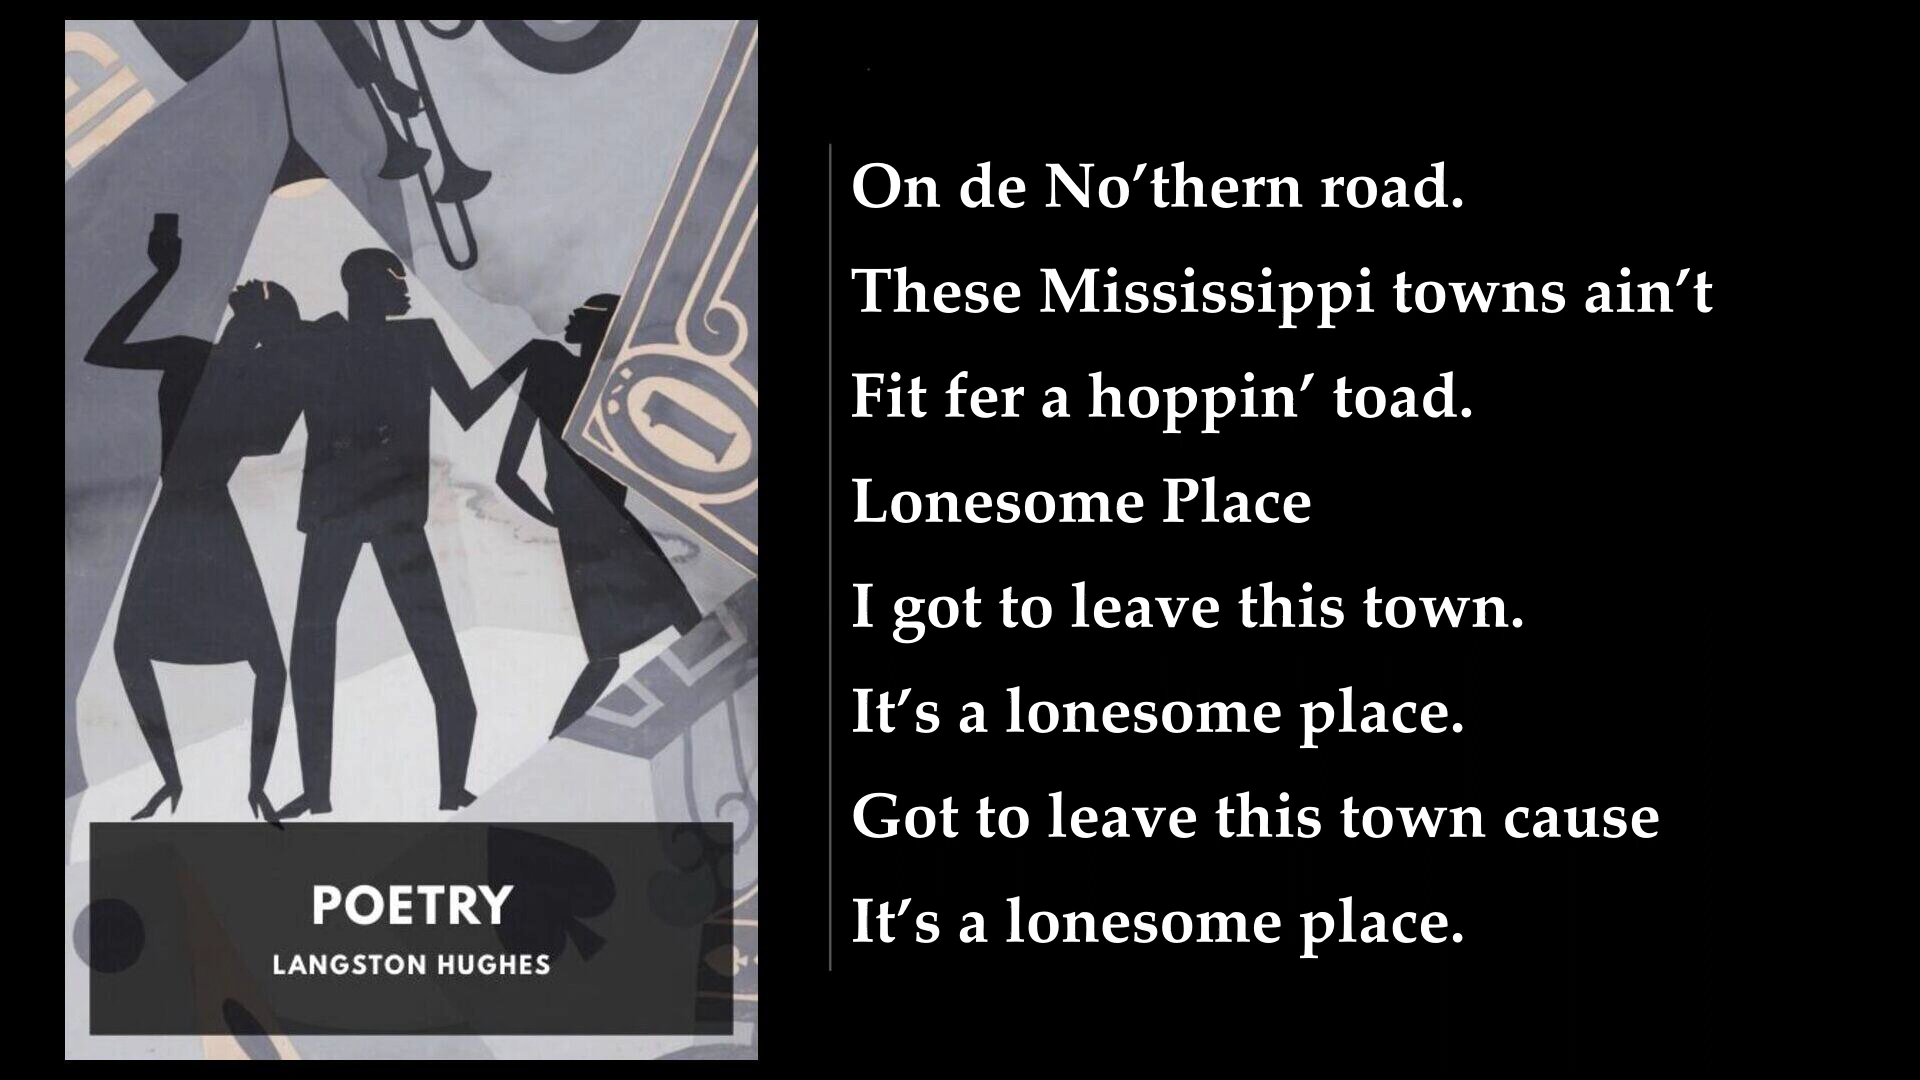 POETRY
LANGSTON HUGHES
1
On de No’thern road.
These Mississippi towns ain’t
Fit fer a hoppin’ toad.
Lonesome Place
I got to leave this town.
It’s a lonesome place.
Got to leave this town cause
It’s a lonesome place.